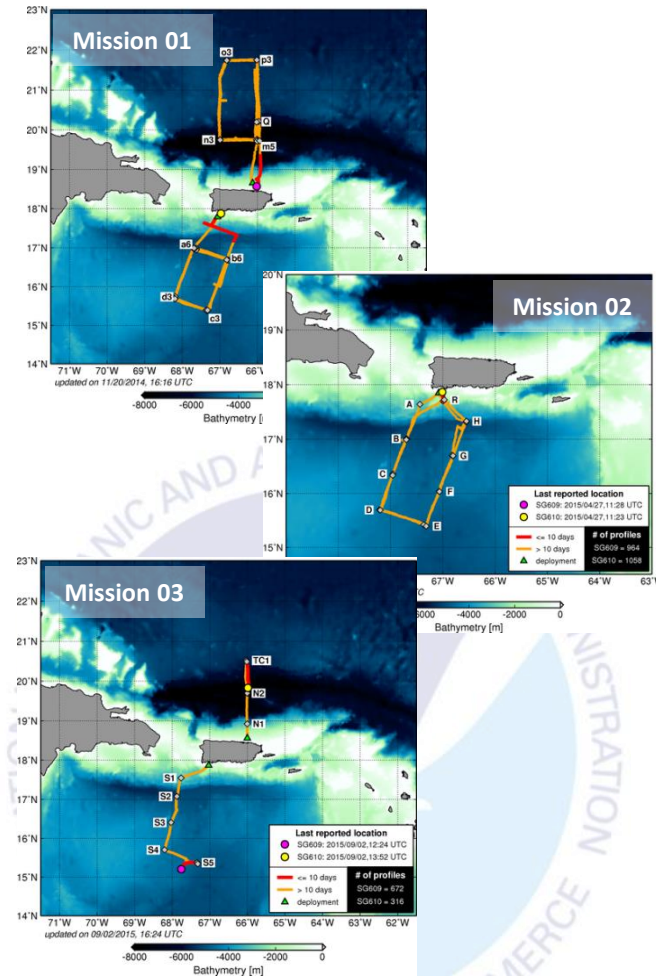 Mission 01
23˚N
22˚N
21˚N
20˚N
19˚N
18˚N
17˚N
16˚N
15˚N
14˚N
o3
p3
Q
n3
m5
a6
b6
d3
c3
71˚W 70˚W 69˚W 68˚W 67˚W 66˚W 65˚W
updated on 11/20/2014, 16:16 UTC
-8000 -6000 -4000
Bathymetry [
Mission 02
20˚N
19˚N
18˚N
17˚N
16˚N
15˚N
A
R
H
B
G
C
F
D
E
Last reported location
SG609: 2015/04/27,11:28 UTC
SG610: 2015/04/27,11:23 UTC
<= 10 days
> 10 days
deployment
# of profiles
SG609 = 964
SG610 = 1058
67˚W 66˚W 65˚W 64˚W 63˚W
UTC
-4000 -2000 0
Bathymetry [m]
Mission 03
23˚N
22˚N
21˚N
20˚N
19˚N
18˚N
17˚N
16˚N
15˚N
14˚N
TC1
N2
N1
S1
S2
S3
S4
S5
Last reported location
SG609: 2015/09/02,12:24 UTC
SG610: 2015/09/02,13:52 UTC
<= 10 days
> 10 days
deployment
# of profiles
SG609 = 672
SG610 = 316
71˚W 70˚W 69˚W 68˚W 67˚W 66˚W 65˚W 64˚W 63˚W 62˚W
updated on 09/02/2015, 16:24 UTC
-8000 -6000 -4000 -2000 0
Bathymetry [m]
ANIC AND A
NISTRATION
MERCE